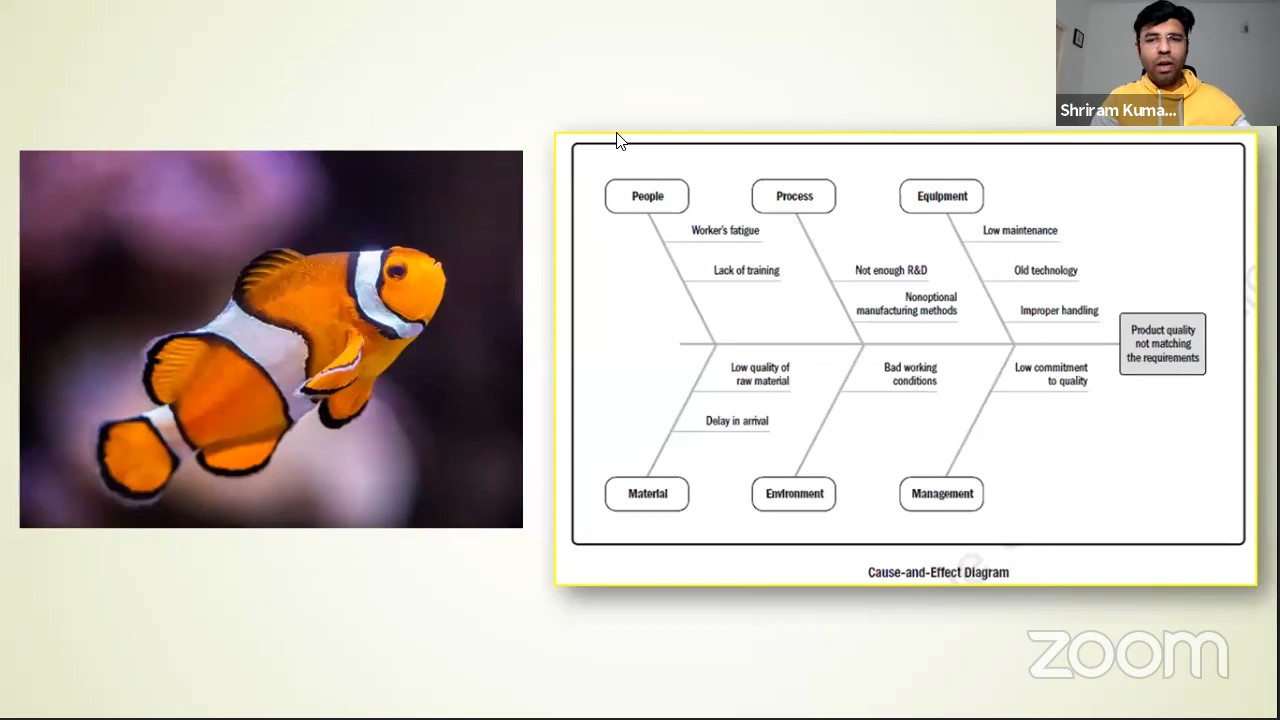 Shriram Kuma...
People
Process
Equipment
Worker's fatigue
Low maintenance
Lack of training
Not enough R&D
Old technology
Nonoptional
manufacturing methods
Improper handling
Product quality
not matching
the requirements
Low quality of
raw material
Bad working
conditions
Low commitment
to quality
Delay in arrival
Material
Environment
Management
Cause-and-Effect Diagram
zoom